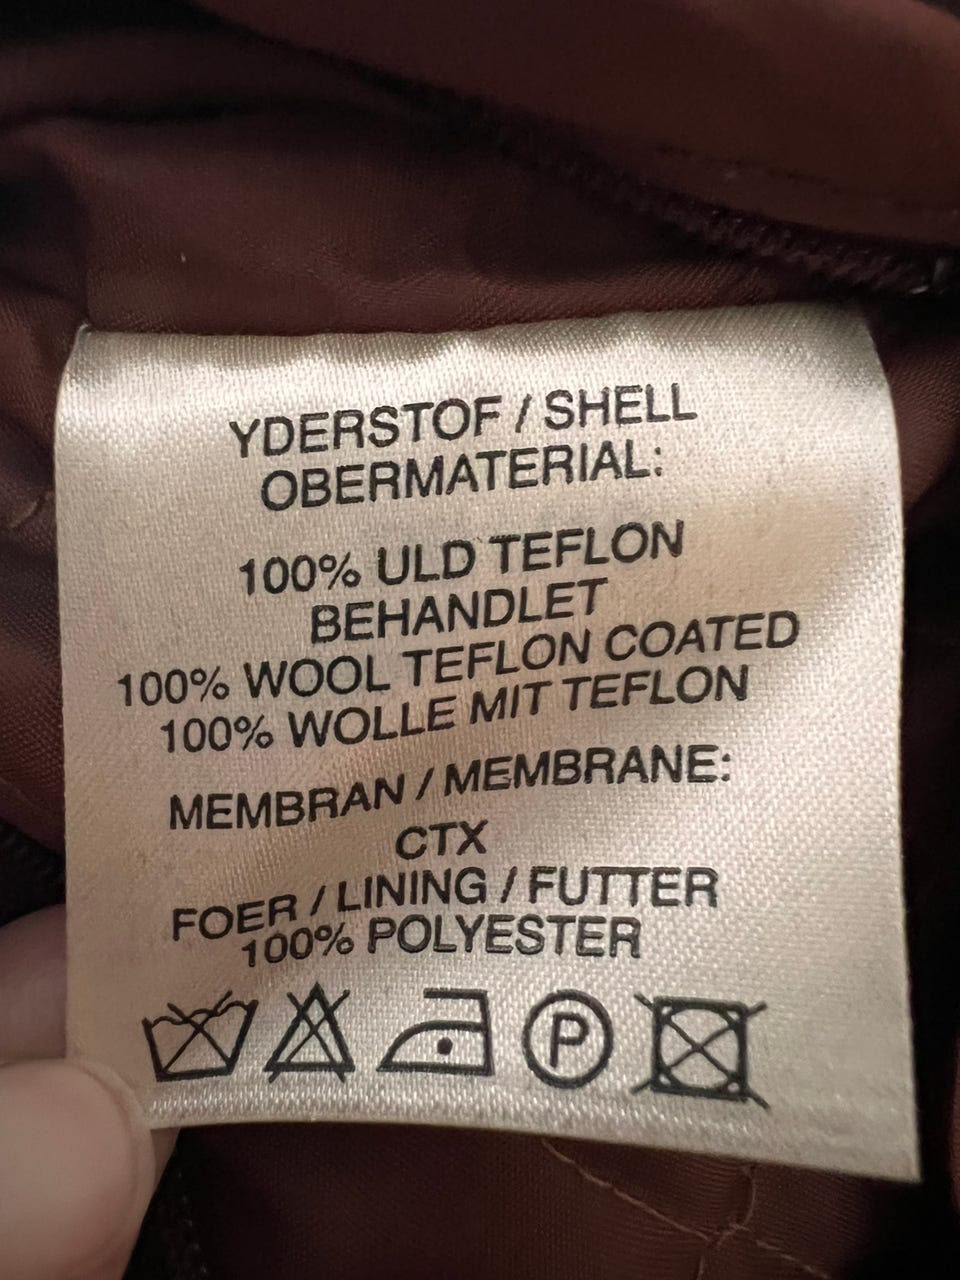 YDERSTOF / SHELL
OBERMATERIAL:
100% ULD TEFLON
BEHANDLET
100% WOOL TEFLON COATED
100% WOLLE MIT TEFLON
MEMBRAN / MEMBRANE:
CTX
FOER / LINING / FUTTER
100% POLYESTER
P